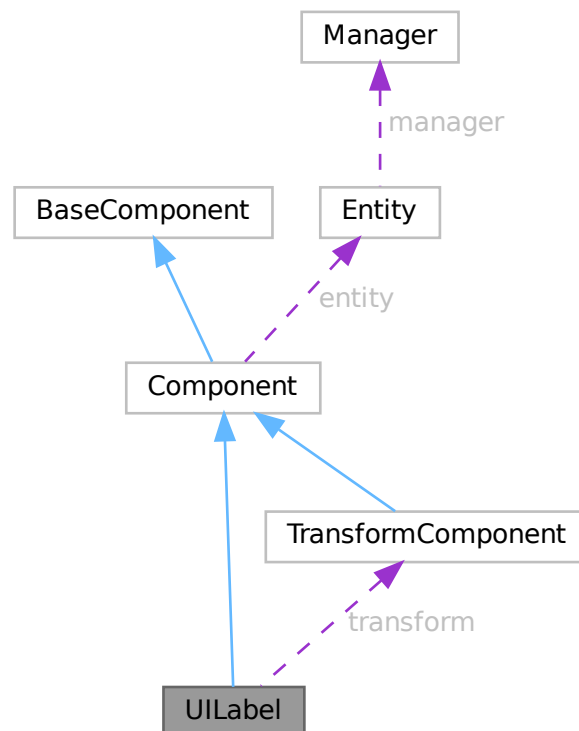 Manager
manager
BaseComponent
Entity
entity
Component
TransformComponent
transform
UILabel